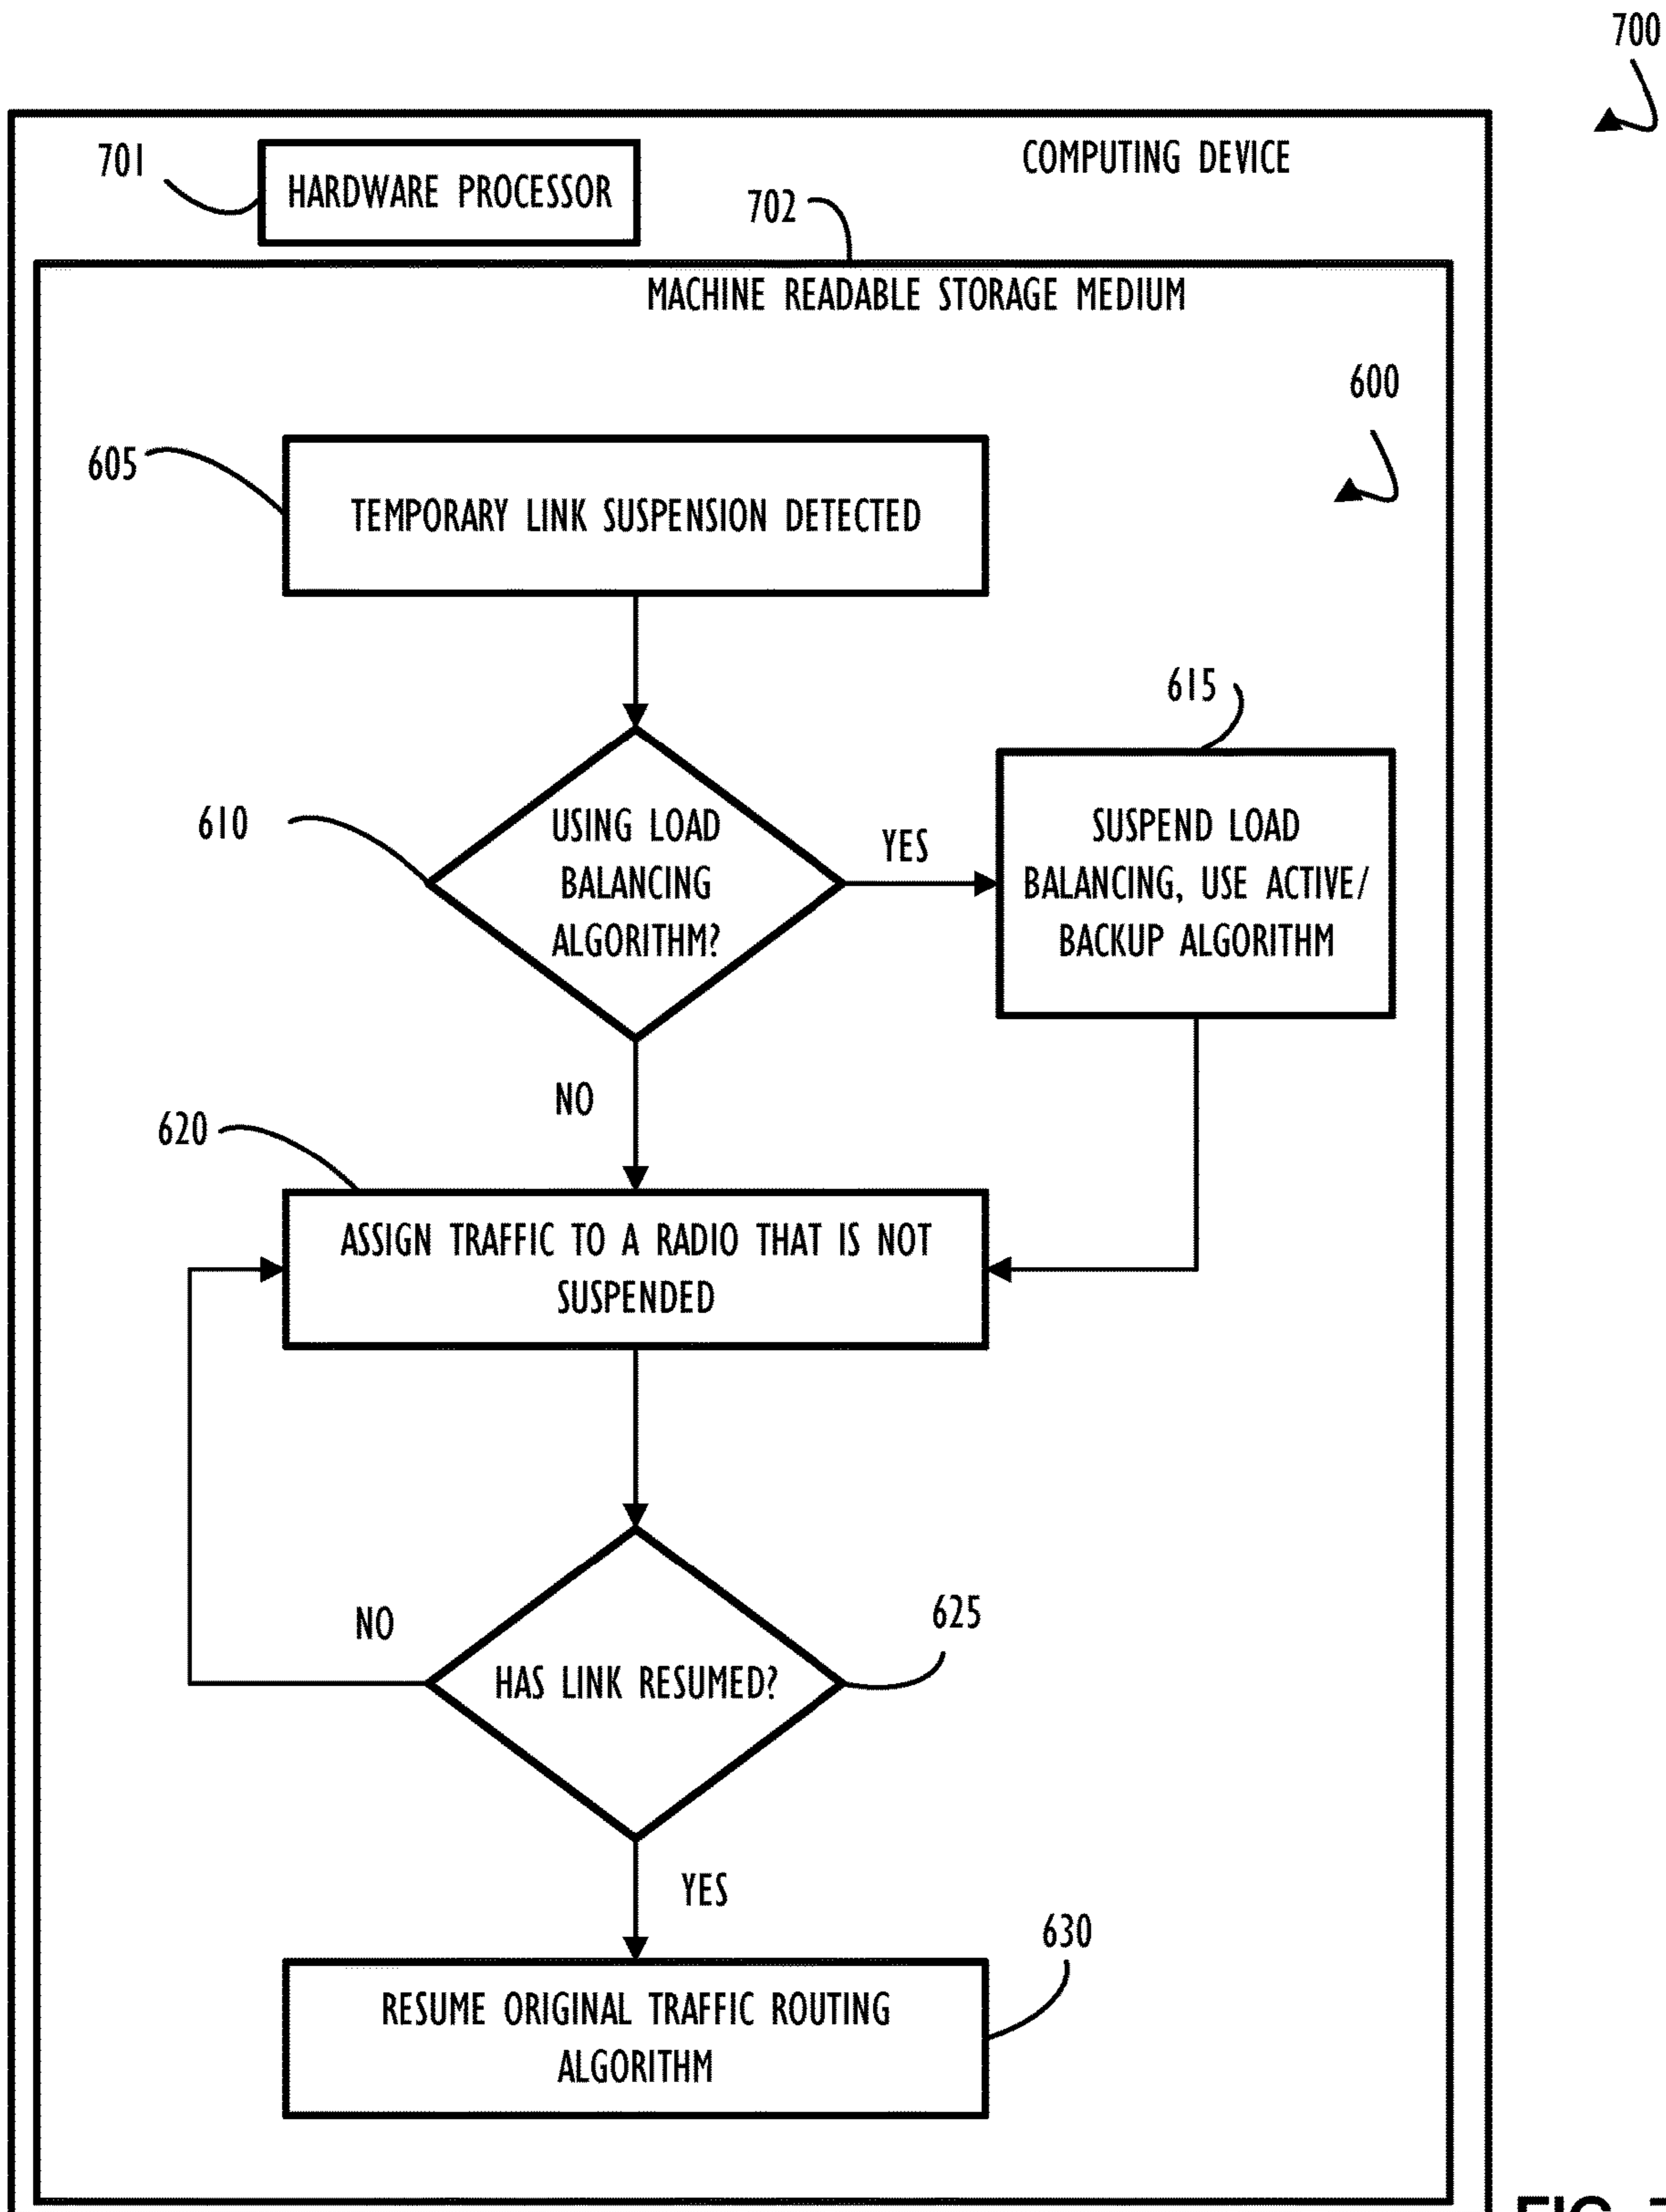 700
701
HARDWARE PROCESSOR
COMPUTING DEVICE
702
MACHINE READABLE STORAGE MEDIUM
600
605
TEMPORARY LINK SUSPENSION DETECTED
610
USING LOAD
BALANCING
ALGORITHM?
YES
615
SUSPEND LOAD
BALANCING, USE ACTIVE/
BACKUP ALGORITHM
NO
620
ASSIGN TRAFFIC TO A RADIO THAT IS NOT
SUSPENDED
NO
HAS LINK RESUMED?
625
YES
630
RESUME ORIGINAL TRAFFIC ROUTING
ALGORITHM